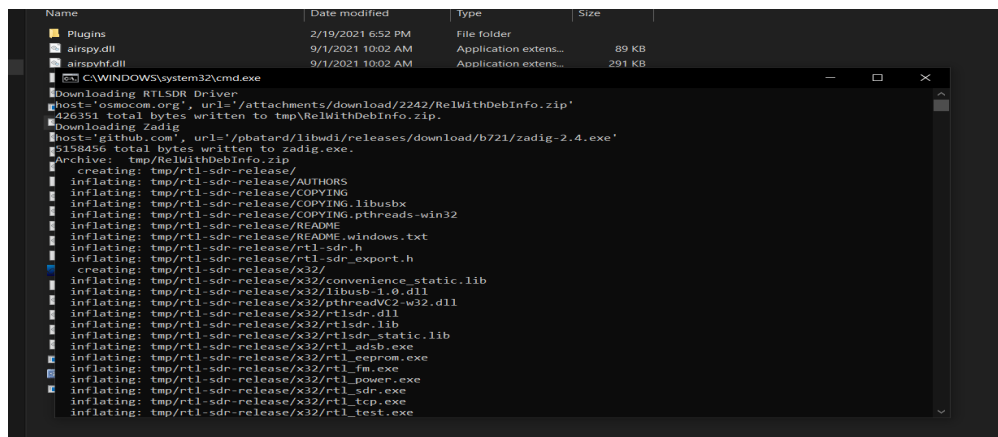 Name Date modified Type Size
Plugins 2/19/2021 6:52 PM File folder
airspy.dll 9/1/2021 10:02 AM Application extens... 89 KB
airspyhf.dll 9/1/2021 10:02 AM Application extens... 291 KB
C:\WINDOWS\system32\cmd.exe
Downloading RTLSDR Driver
host='osmocom.org', url='/attachments/download/2242/RelWithDebInfo.zip'
426351 total bytes written to tmp\RelWithDebInfo.zip.
Downloading Zadig
host='github.com', url='/pbatard/libwdi/releases/download/b721/zadig-2.4.exe'
5158456 total bytes written to zadig.exe.
Archive:  tmp/RelWithDebInfo.zip
creating: tmp/rtl-sdr-release/
inflating: tmp/rtl-sdr-release/AUTHORS
inflating: tmp/rtl-sdr-release/COPYING
inflating: tmp/rtl-sdr-release/COPYING.libusbx
inflating: tmp/rtl-sdr-release/COPYING.pthreads-win32
inflating: tmp/rtl-sdr-release/README
inflating: tmp/rtl-sdr-release/README.windows.txt
inflating: tmp/rtl-sdr-release/rtl-sdr.h
inflating: tmp/rtl-sdr-release/rtl-sdr_export.h
creating: tmp/rtl-sdr-release/x32/
inflating: tmp/rtl-sdr-release/x32/convenience_static.lib
inflating: tmp/rtl-sdr-release/x32/libusb-1.0.dll
inflating: tmp/rtl-sdr-release/x32/pthreadVC2-w32.dll
inflating: tmp/rtl-sdr-release/x32/rtlsdr.dll
inflating: tmp/rtl-sdr-release/x32/rtlsdr.lib
inflating: tmp/rtl-sdr-release/x32/rtlsdr_static.lib
inflating: tmp/rtl-sdr-release/x32/rtl_adsb.exe
inflating: tmp/rtl-sdr-release/x32/rtl_eeprom.exe
inflating: tmp/rtl-sdr-release/x32/rtl_fm.exe
inflating: tmp/rtl-sdr-release/x32/rtl_power.exe
inflating: tmp/rtl-sdr-release/x32/rtl_sdr.exe
inflating: tmp/rtl-sdr-release/x32/rtl_tcp.exe
inflating: tmp/rtl-sdr-release/x32/rtl_test.exe